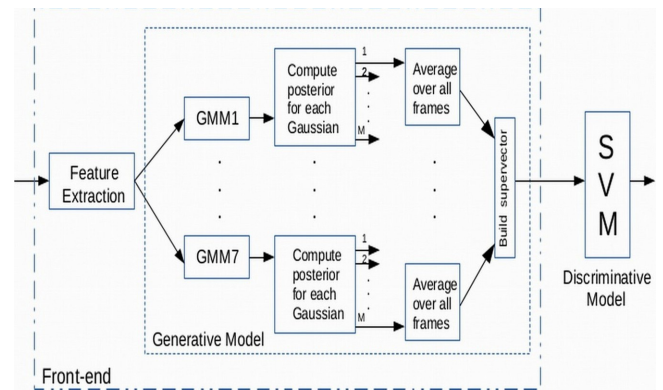 Feature
Extraction
GMM1
Compute
posterior
for each
Gaussian
1
2
M
Average
over all
frames
GMM7
Compute
posterior
for each
Gaussian
1
2
M
Average
over all
frames
Build supervector
S
V
M
Discriminative
Model
Generative Model
Front-end